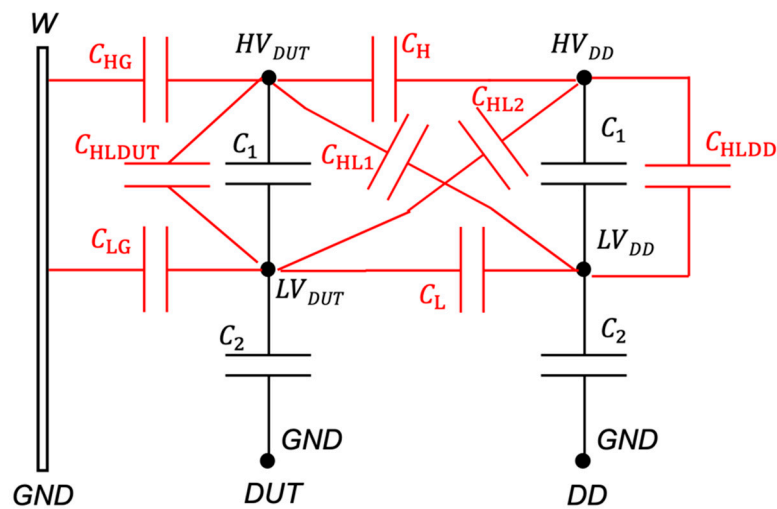 W
HV_DUT
C_H
HV_DD
C_HG
C_HL2
C_1
C_HLDUT
C_1
C_HL1
C_HLDD
C_LG
LV_DD
LV_DUT
C_L
C_2
C_2
GND
GND
GND
DUT
DD